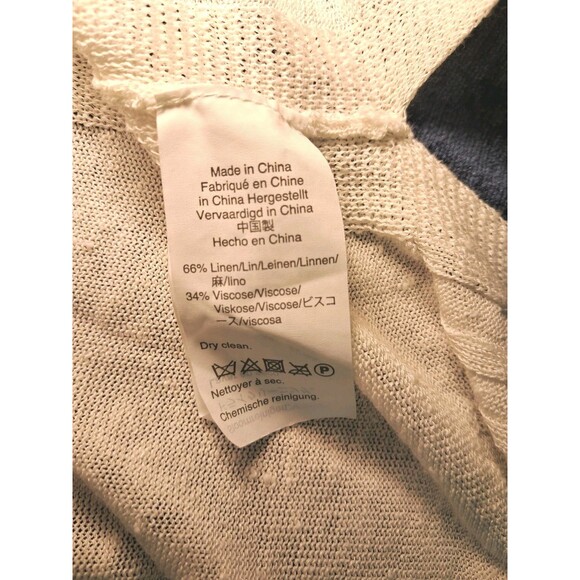 Made in China
Fabriqué en Chine
in China Hergestellt
Vervaardigd in China
中国製
Hecho en China
66% Linen/Lin/Leinen/Linnen/
麻/lino
34% Viscose/Viscose/
Viskose/Viscose/ビスコ
ース/viscosa
Dry clean.
P
Nettoyer à sec.
Chemische reinigung.